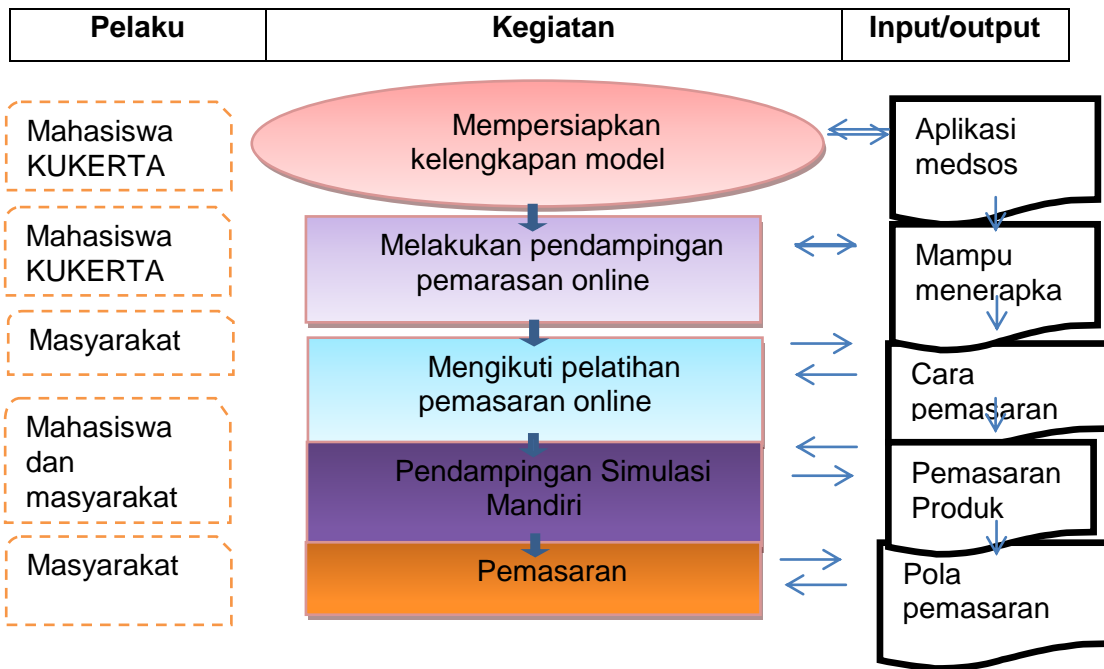 Pelaku
Kegiatan
Input/output
Mahasiswa
KUKERTA
Mempersiapkan
kelengkapan model
Aplikasi
medsos
Mahasiswa
KUKERTA
Melakukan pendampingan
pemarasan online
Mampu
menerapka
Masyarakat
Mengikuti pelatihan
pemasaran online
Cara
pemasaran
Mahasiswa
dan
masyarakat
Pendampingan Simulasi
Mandiri
Pemasaran
Produk
Masyarakat
Pemasaran
Pola
pemasaran